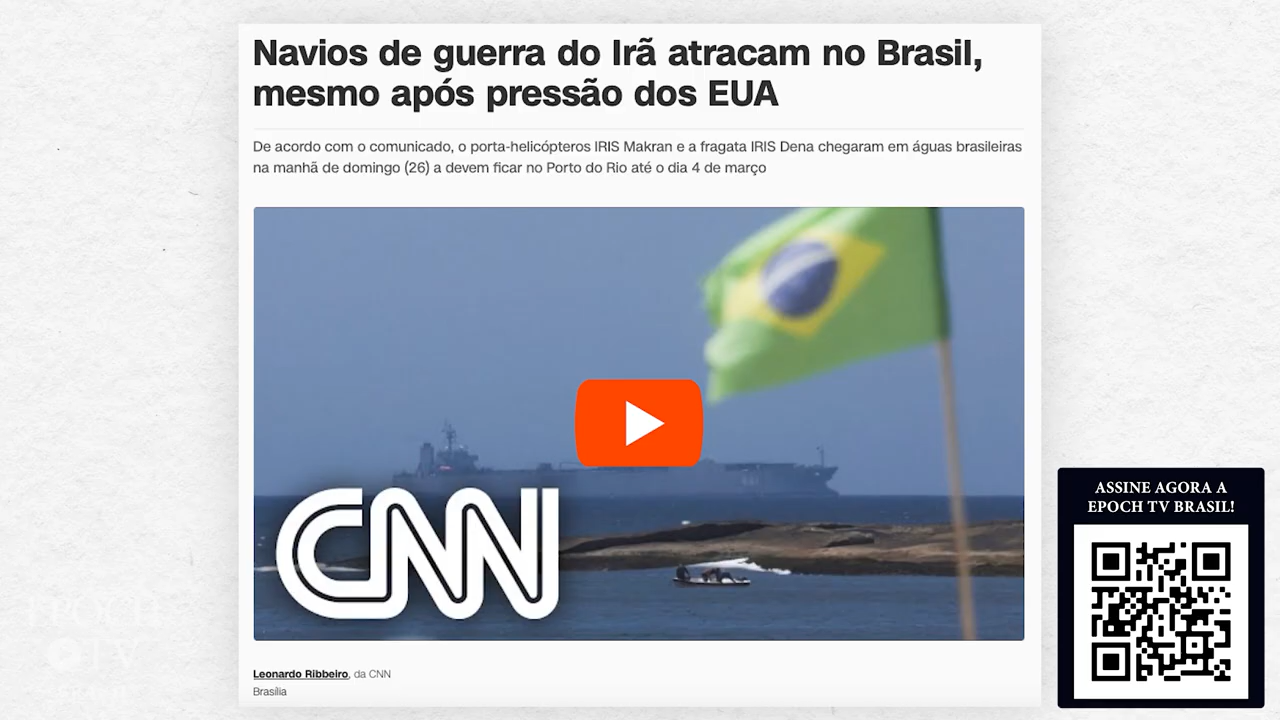 Navios de guerra do Irã atracam no Brasil,
mesmo após pressão dos EUA
De acordo com o comunicado, o porta-helicópteros IRIS Makran e a fragata IRIS Dena chegaram em águas brasileiras
na manhã de domingo (26) a devem ficar no Porto do Rio até o dia 4 de março
CNN
Leonardo Ribbeiro, da CNN
Brasília
ASSINE AGORA A
EPOCH TV BRASIL!